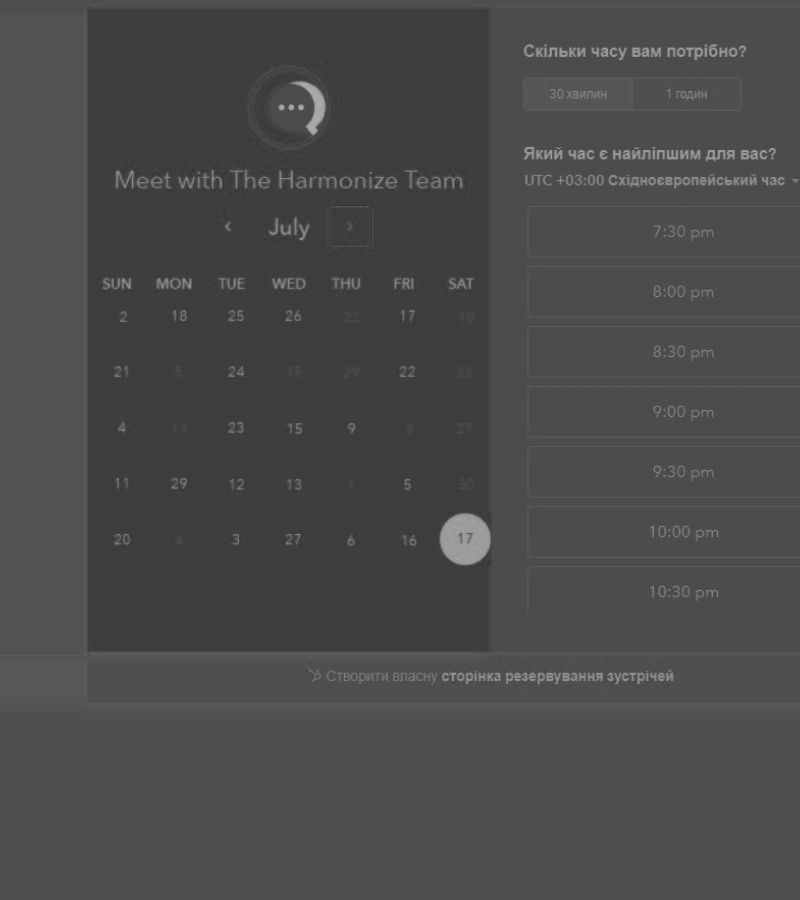 Meet with The Harmonize Team
July
SUN MON TUE WED THU FRI SAT
2 18 25 26 22 17 10
21 5 24 15 29 22 25
4 19 23 15 9 3 27
11 29 12 13 1 5 30
20 4 3 27 6 16 17
Скільки часу вам потрібно?
30 хвилин 1 годин
Який час є найліпшим для вас?
UTC +03:00 Східноєвропейський час
7:30 pm
8:00 pm
8:30 pm
9:00 pm
9:30 pm
10:00 pm
10:30 pm
Створити власну сторінка резервування зустрічей